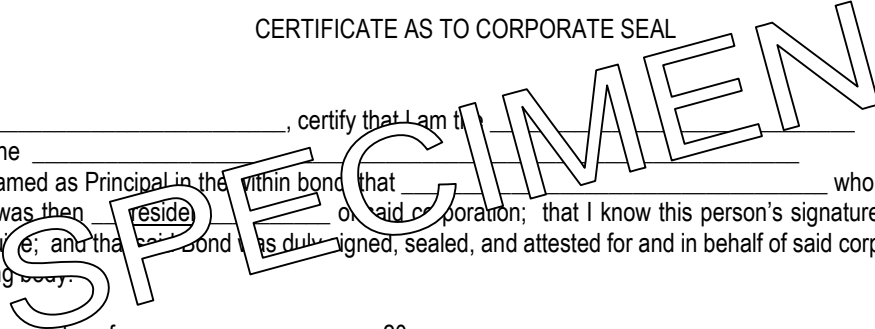 CERTIFICATE AS TO CORPORATE SEAL
SPECIMEN
, certify that I am the
named as Principal in the within bond; that who
was then President of said corporation; that I know this person’s signature
and that said Bond was duly signed, sealed, and attested for and in behalf of said
body.
20